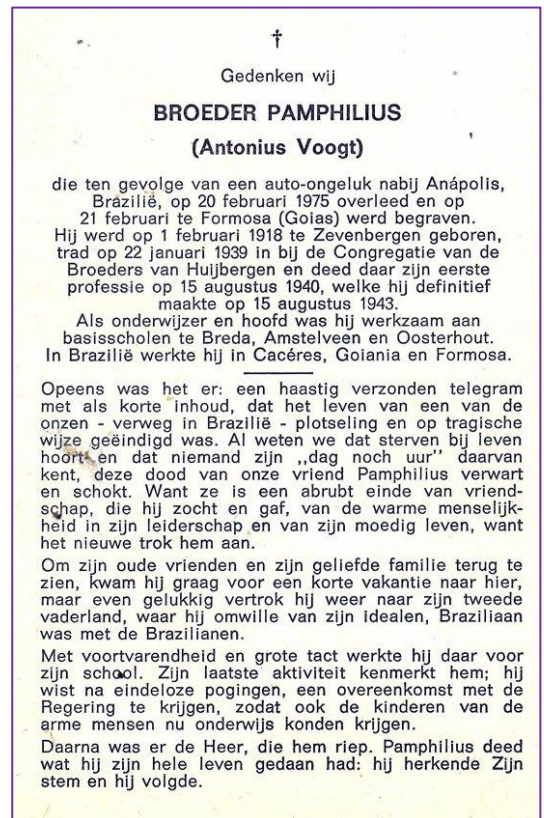 †
Gedenken wij
BROEDER PAMPHILIUS
(Antonius Voogt)
die ten gevolge van een auto-ongeluk nabij Anápolis,
Brazilië, op 20 februari 1975 overleed en op
21 februari te Formosa (Goias) werd begraven.
Hij werd op 1 februari 1918 te Zevenbergen geboren,
trad op 22 januari 1939 in bij de Congregatie van de
Broeders van Huijbergen en deed daar zijn eerste
professie op 15 augustus 1940, welke hij definitief
maakte op 15 augustus 1943.
Als onderwijzer en hoofd was hij werkzaam aan
basisscholen te Breda, Amstelveen en Oosterhout.
In Brazilië werkte hij in Cacéres, Goiania en Formosa.
Opeens was het er: een haastig verzonden telegram
met als korte inhoud, dat het leven van een van de
onzen - verweg in Brazilië - plotseling en op tragische
wijze geëindigd was. Al weten we dat sterven bij leven
hoort en dat niemand zijn ,,dag noch uur" daarvan
kent, deze dood van onze vriend Pamphilius verwart
en schokt. Want ze is een abrubt einde van vriend-
schap, die hij zocht en gaf, van de warme menselijk-
heid in zijn leiderschap en van zijn moedig leven, want
het nieuwe trok hem aan.
Om zijn oude vrienden en zijn geliefde familie terug te
zien, kwam hij graag voor een korte vakantie naar hier,
maar even gelukkig vertrok hij weer naar zijn tweede
vaderland, waar hij omwille van zijn idealen, Braziliaan
was met de Brazilianen.
Met voortvarendheid en grote tact werkte hij daar voor
zijn school. Zijn laatste aktiviteit kenmerkt hem; hij
wist na eindeloze pogingen, een overeenkomst met de
Regering te krijgen, zodat ook de kinderen van de
arme mensen nu onderwijs konden krijgen.
Daarna was er de Heer, die hem riep. Pamphilius deed
wat hij zijn hele leven gedaan had: hij herkende Zijn
stem en hij volgde.